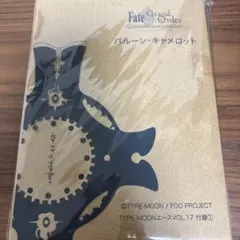 Fate Grand Order
バルーン・キャメロット
©TYPE-MOON / FGO PROJECT
TYPE-MOONエースVOL.17 付録①